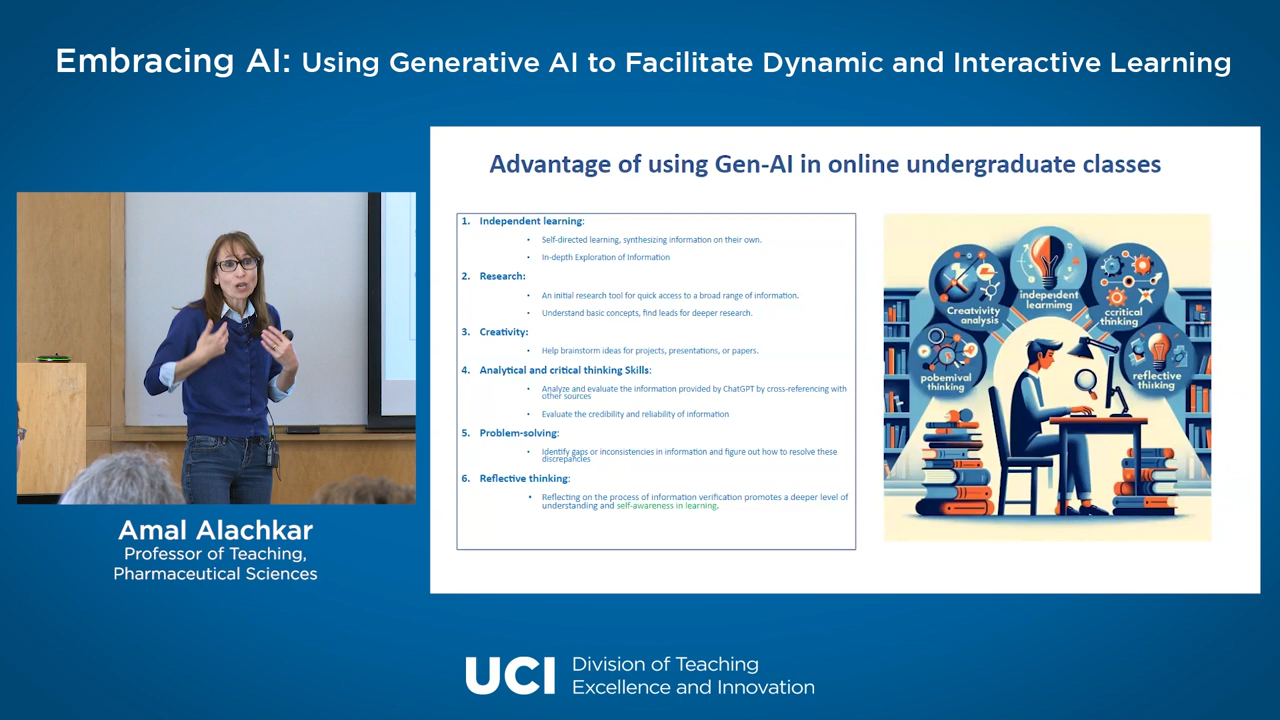 Embracing AI: Using Generative AI to Facilitate Dynamic and Interactive Learning
Advantage of using Gen-AI in online undergraduate classes
1. Independent learning:
• Self-directed learning, synthesizing information on their own.
• In-depth Exploration of Information
2. Research:
• An initial research tool for quick access to a broad range of information.
• Understand basic concepts, find leads for deeper research.
3. Creativity:
• Help brainstorm ideas for projects, presentations, or papers.
4. Analytical and critical thinking Skills:
• Analyze and evaluate the information provided by ChatGPT by cross-referencing with
other sources
• Evaluate the credibility and reliability of information
5. Problem-solving:
• Identify gaps or inconsistencies in information and figure out how to resolve these
discrepancies
6. Reflective thinking:
• Reflecting on the process of information verification promotes a deeper level of
understanding and self-awareness in learning.
Creativity
analysis
independent
learnimg
ccritical
thinking
pobemival
thinking
reflective
thiking
Amal Alachkar
Professor of Teaching,
Pharmaceutical Sciences
UCI
Division of Teaching
Excellence and Innovation